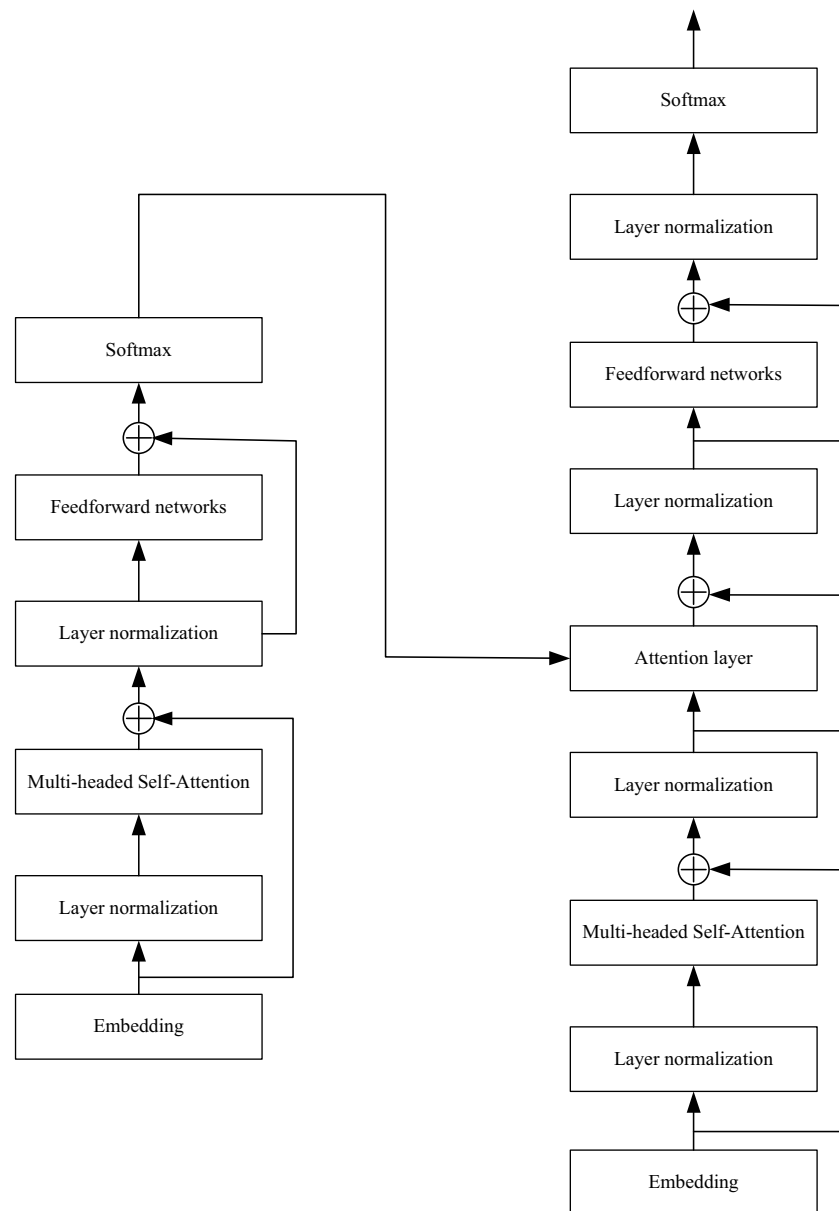 Softmax
Feedforward networks
Layer normalization
Multi-headed Self-Attention
Layer normalization
Embedding
Softmax
Layer normalization
Feedforward networks
Layer normalization
Attention layer
Layer normalization
Multi-headed Self-Attention
Layer normalization
Embedding